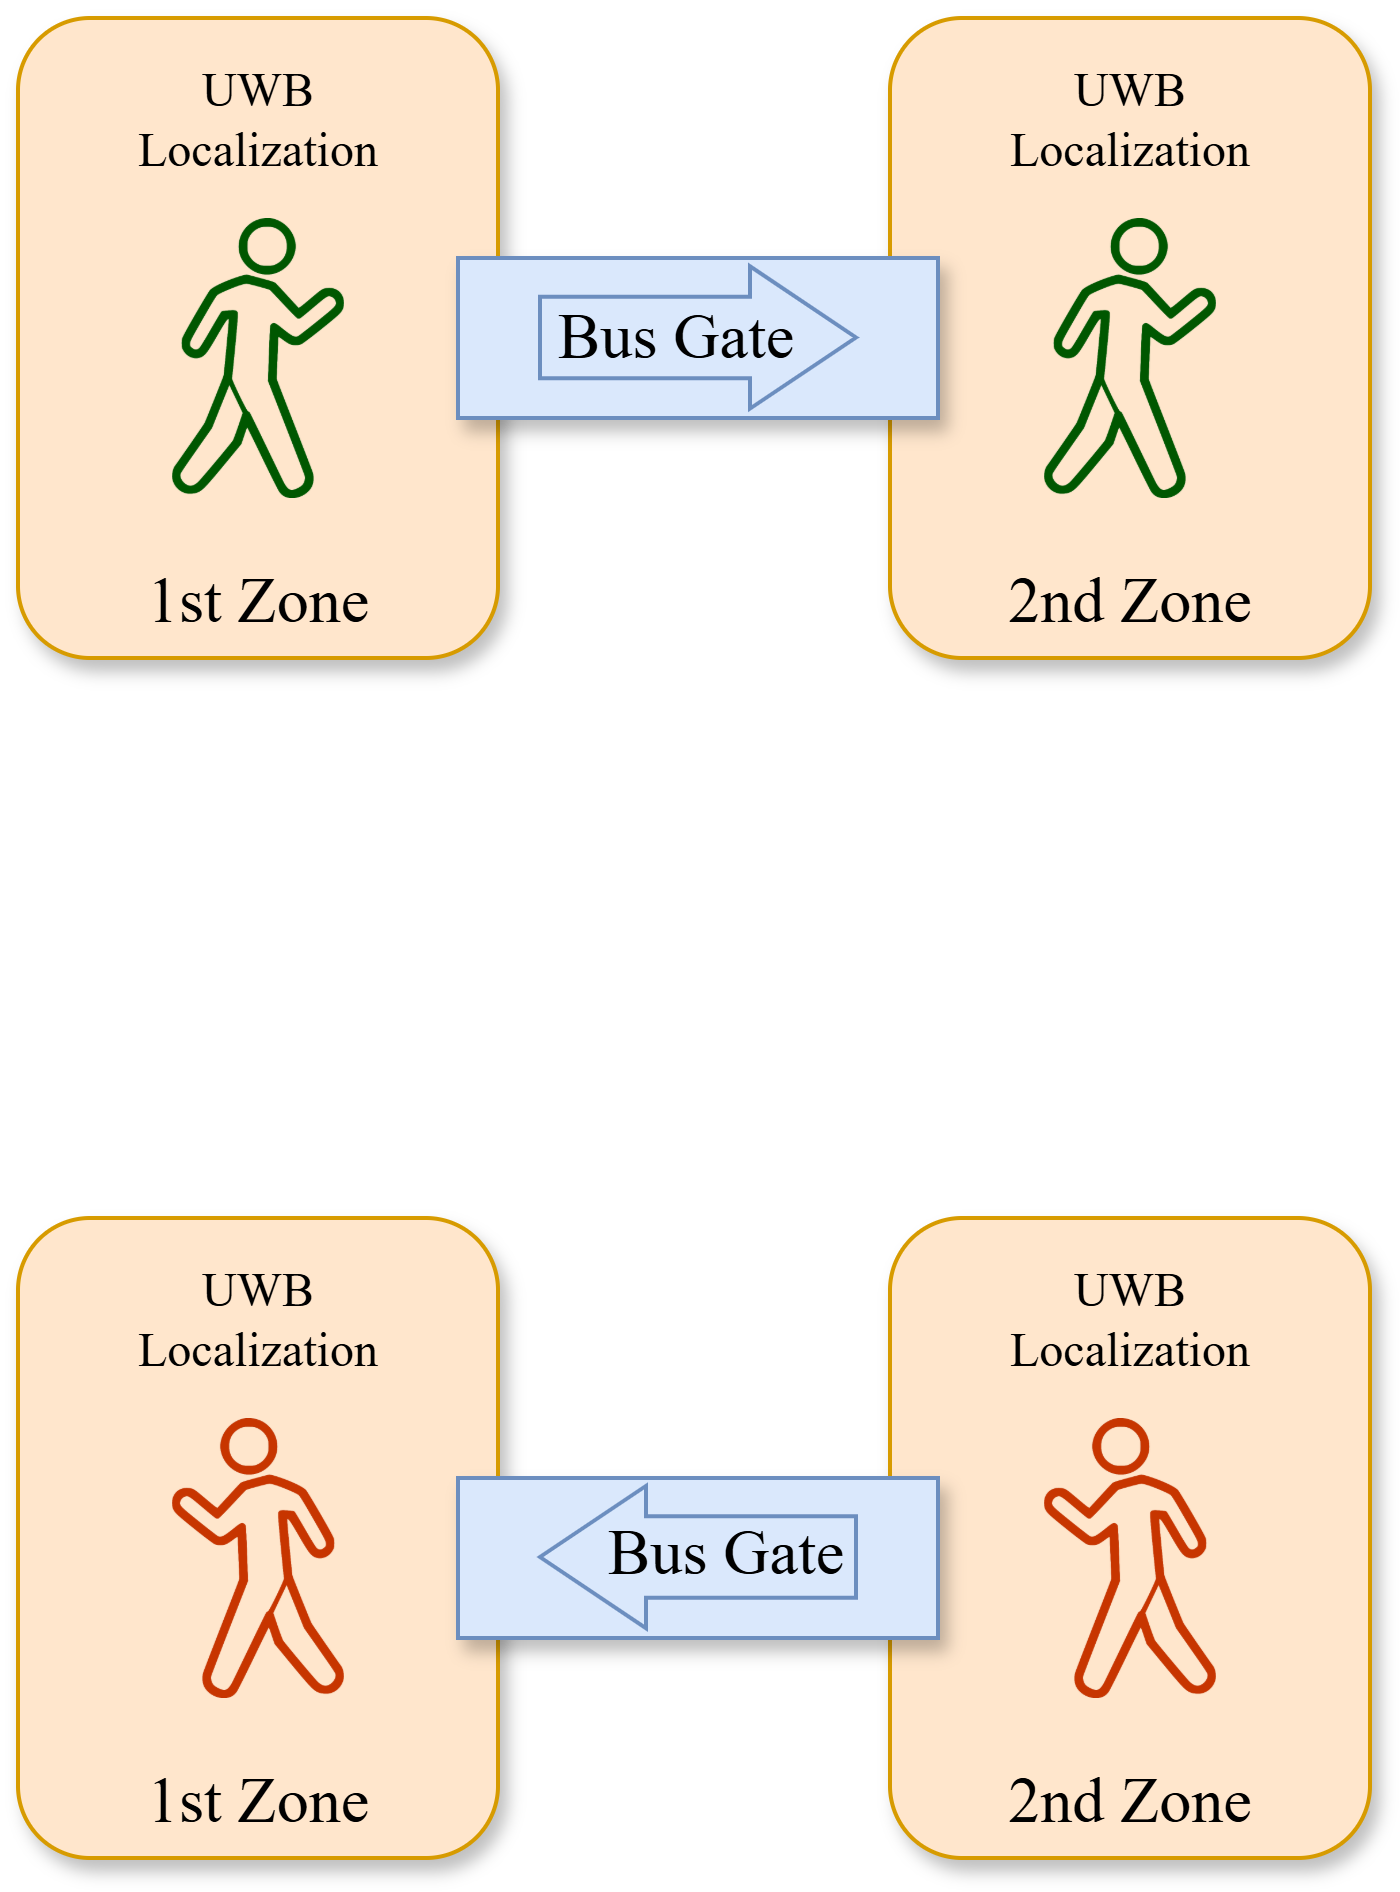 UWB
Localization
UWB
Localization
Bus Gate
1st Zone
2nd Zone
UWB
Localization
UWB
Localization
Bus Gate
1st Zone
2nd Zone